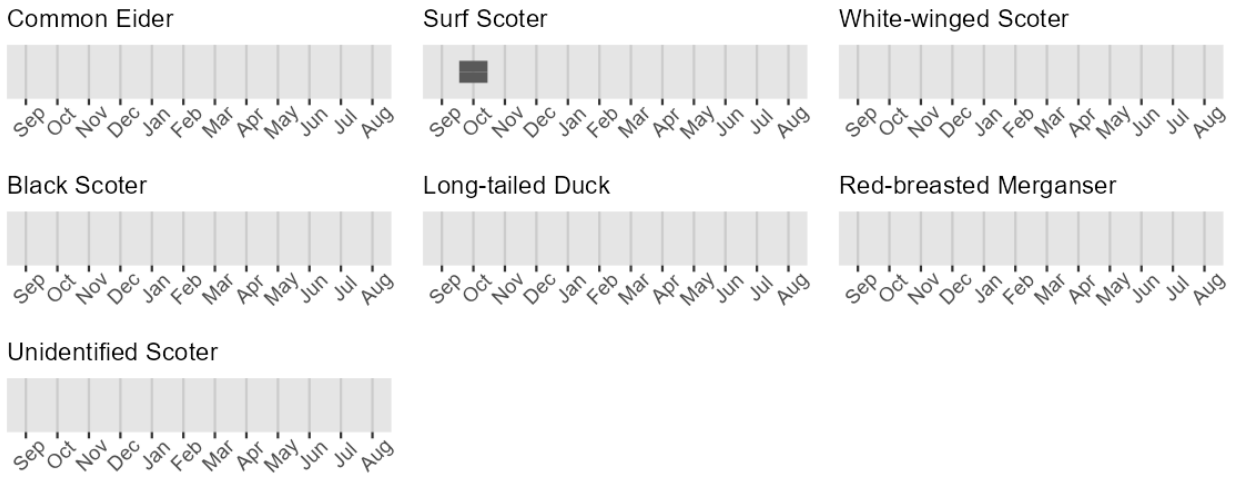 Common Eider Surf Scoter White-winged Scoter
Sep Oct Nov Dec Jan Feb Mar Apr May Jun Jul Aug Sep Oct Nov Dec Jan Feb Mar Apr May Jun Jul Aug Sep Oct Nov Dec Jan Feb Mar Apr May Jun Jul Aug
Black Scoter Long-tailed Duck Red-breasted Merganser
Sep Oct Nov Dec Jan Feb Mar Apr May Jun Jul Aug Sep Oct Nov Dec Jan Feb Mar Apr May Jun Jul Aug Sep Oct Nov Dec Jan Feb Mar Apr May Jun Jul Aug
Unidentified Scoter
Sep Oct Nov Dec Jan Feb Mar Apr May Jun Jul Aug